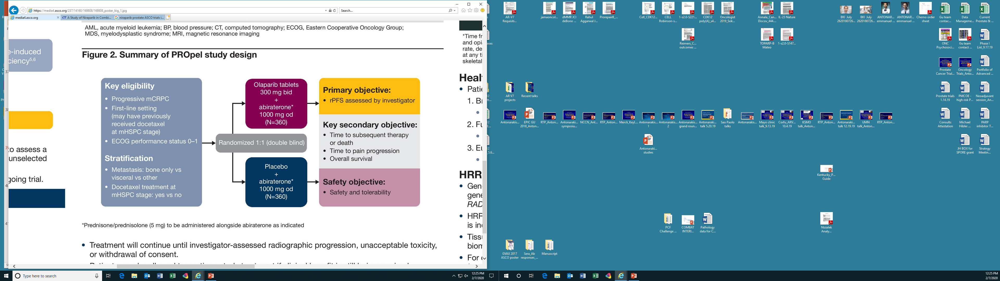 https://media4.asco.org/237/14160/169808/169808_poster_big_1.jpg
Search...
media4.asco.org
CT A Study of Niraparib in Combi...
niraparib prostate ASCO trials i...
AML, acute myeloid leukemia; BP, blood pressure; CT, computed tomography; ECOG, Eastern Cooperative Oncology Group;
MDS, myelodysplastic syndrome; MRI, magnetic resonance imaging
Figure 2. Summary of PROpel study design
e-induced
ciency5,6
Key eligibility
• Progressive mCRPC
• First-line setting
(may have previously
received docetaxel
at mHSPC stage)
• ECOG performance status 0–1
Stratification
• Metastasis: bone only vs
visceral vs other
• Docetaxel treatment at
mHSPC stage: yes vs no
Randomized 1:1 (double blind)
Olaparib tablets
300 mg bid
+
abiraterone*
1000 mg od
(N=360)
Placebo
+
abiraterone*
1000 mg od
(N=360)
Primary objective:
• rPFS assessed by investigator
Key secondary objective:
• Time to subsequent therapy
or death
• Time to pain progression
• Overall survival
Safety objective:
• Safety and tolerability
to assess a
unselected
going trial.
*Prednisone/prednisolone (5 mg) to be administered alongside abiraterone as indicated
• Treatment will continue until investigator-assessed radiographic progression, unacceptable toxicity,
or withdrawal of consent.
*Time fr
and opi
rate, de
at any ti
skeletal
Heal
• Patie
1. Br
2. Fu
3. Eu
HRR
• Gen
gene
RAD
• HRR
is in
• Tissu
biom
• For
AR-V7
Requisiti...
jamaoncol...
dMMR JCI
deBono ...
Rahul
Aggarwal J...
ProrepairB_...
Cell_CDK12...
CELL
Robinson-s...
1-s2.0-S221...
CDK12
poly(A)_s4...
Oncologist
2019_Sok...
Annala_Can...
Discov_444...
IL-23 Nature
BKI July
2620180726...
BKI July
2620180726...
ANTONAR...
emmanuel ...
ANTONAR...
emmanuel ...
Chemo order
sheet
Gu team
contac...
Data
Manageme...
Current
Prostate & ...
Reimers_C...
outcomes ...
TOPARP-B
Mateo
1-s2.0-S147...
ONC
Psychosoci...
Gu team
contact ...
Phase I
List_9.17.19
Prostate
Cancer Trial...
Oncology
Trials_Anto...
Portfolio of
Advanced ...
AR V7
projects
Recent talks
Prostate trials
1.14.19
PMCOE -
high risk P...
Neoadjuvant
session_An...
Antonaraki...
EPIC GU
2018_Anton...
RTP_Anton...
Antonaraki...
symposiu...
NCCN_Ant...
RTP_Anton...
Merck_KeyL...
Antonarakis...
1
Antonarakis...
2
Antonarakis...
grand roun...
Antonaraki...
talk 5.20.19
Sao Paolo
talks
Antonarakis...
Mayo clinic
talk_9.13.19
Corfu_ARV...
10.4.19
KSMO
talk_Anton...
RTP_Anton...
Antonaraki...
talk 12.19.19
UMN
talk_Anton...
RTP_Anton...
Consults
Attestation
Michael
Hibler ...
PARP
inhibitor T...
Antonaraki...
studies
JH BOX for
SPORE grant
Strategy
Meetin...
Kentucky_P...
Guide
PCF
Challenge ...
COMBAT
INTERI...
Pathology
data for C...
Nizialek
Analy...
GVAX 2017
ASCO poster
Sera_Ab
responses_...
Manuscript
Type here to search
12:25 PM
2/7/2020
12:25 PM
2/7/2020